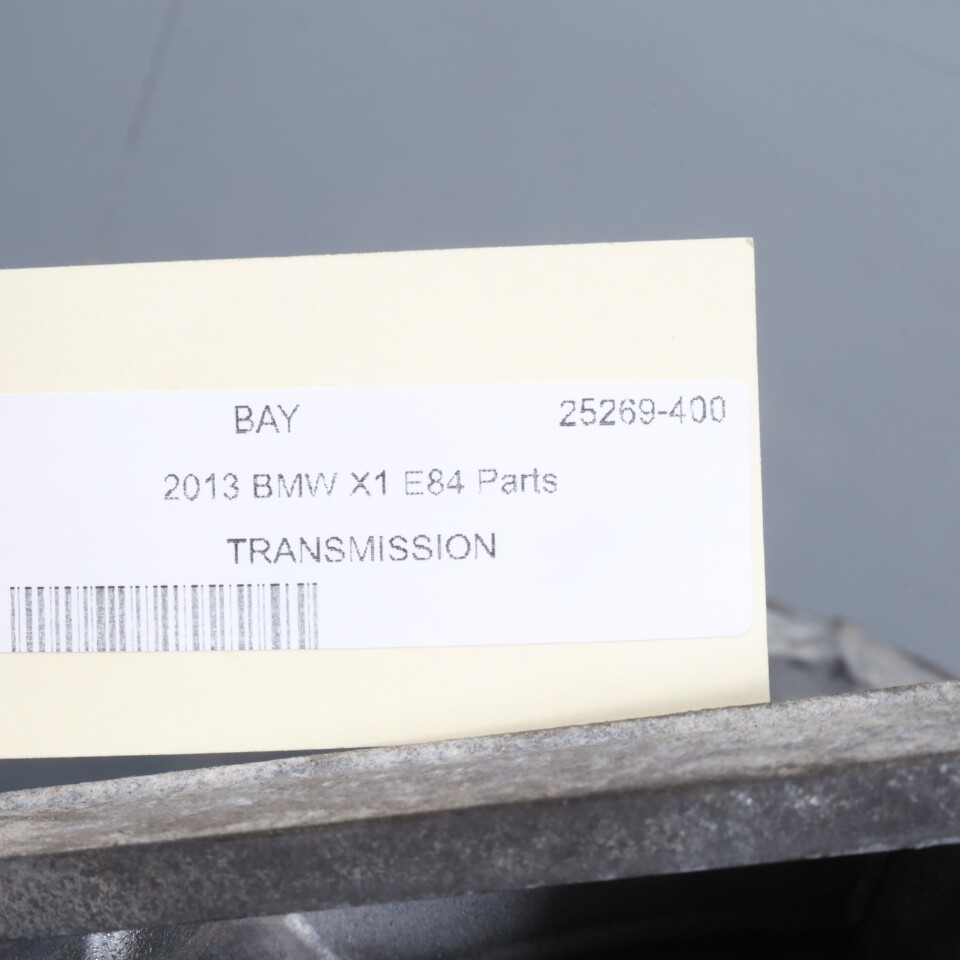 BAY 25269-400
2013 BMW X1 E84 Parts
TRANSMISSION